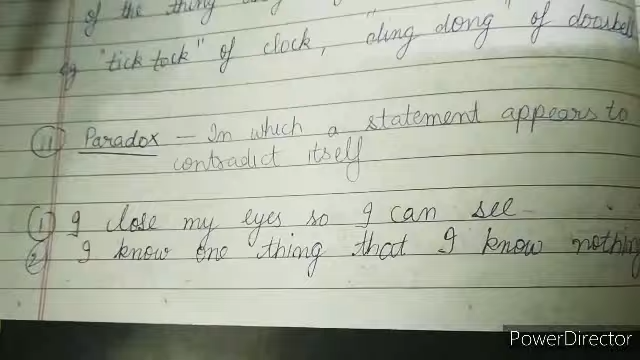 of the thing
eg "tick tock" of clock, "ding dong" of doorbell
(11) Paradox – In which a statement appears to
contradict itself
(1) I close my eyes so I can see
(2) I know one thing that I know nothing
PowerDirector